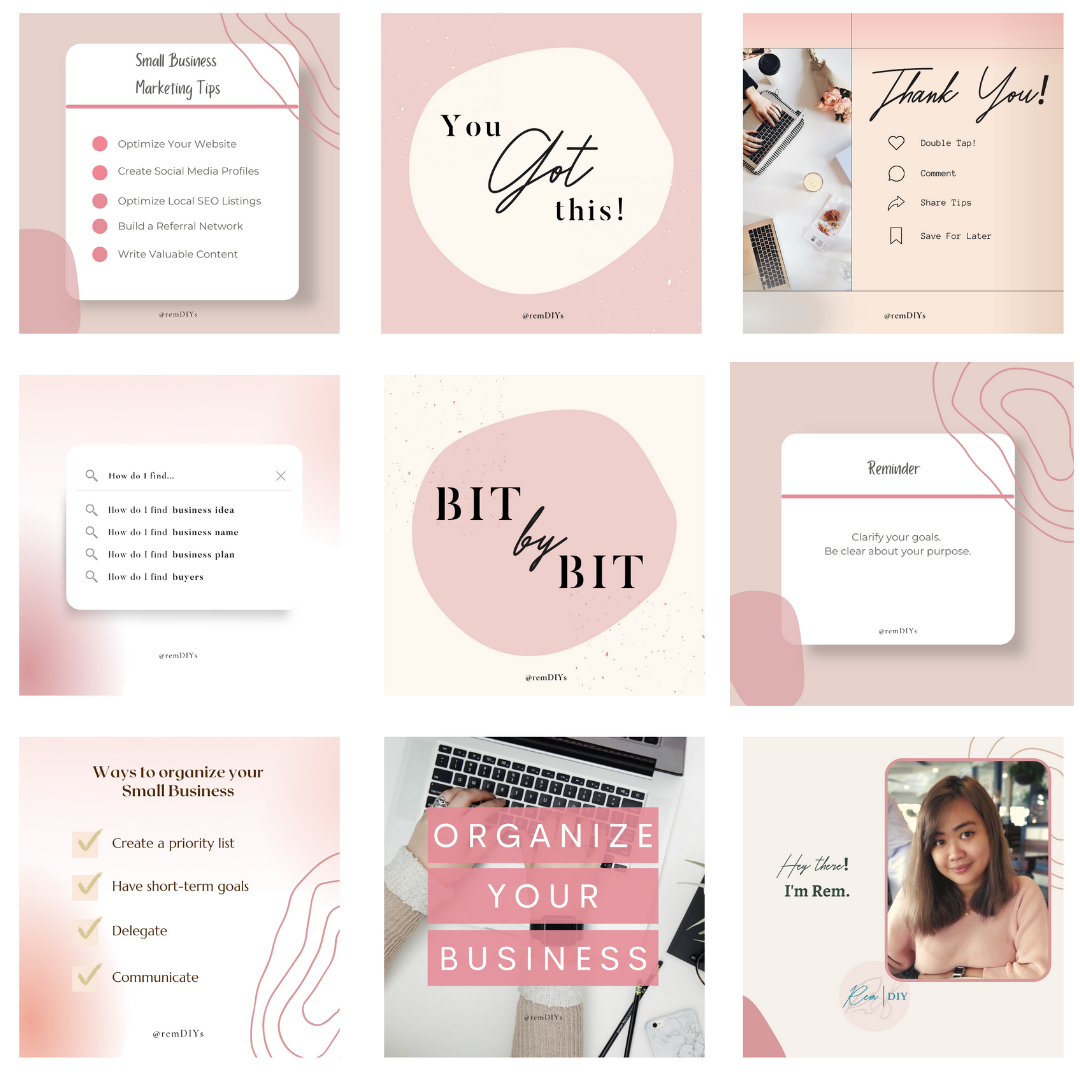 Small Business
Marketing Tips
Optimize Your Website
Create Social Media Profiles
Optimize Local SEO Listings
Build a Referral Network
Write Valuable Content
@remDIYs
You
Got
this!
@remDIYs
Thank You!
Double Tap!
Comment
Share Tips
Save For Later
@remDIYs
How do I find...
How do I find business idea
How do I find business name
How do I find business plan
How do I find buyers
@remDIYs
BIT
by
BIT
@remDIYs
Reminder
Clarify your goals.
Be clear about your purpose.
@remDIYs
Ways to organize your
Small Business
Create a priority list
Have short-term goals
Delegate
Communicate
@remDIYs
ORGANIZE
YOUR
BUSINESS
@remDIYs
Hey there!
I'm Rem.
Rem | DIY